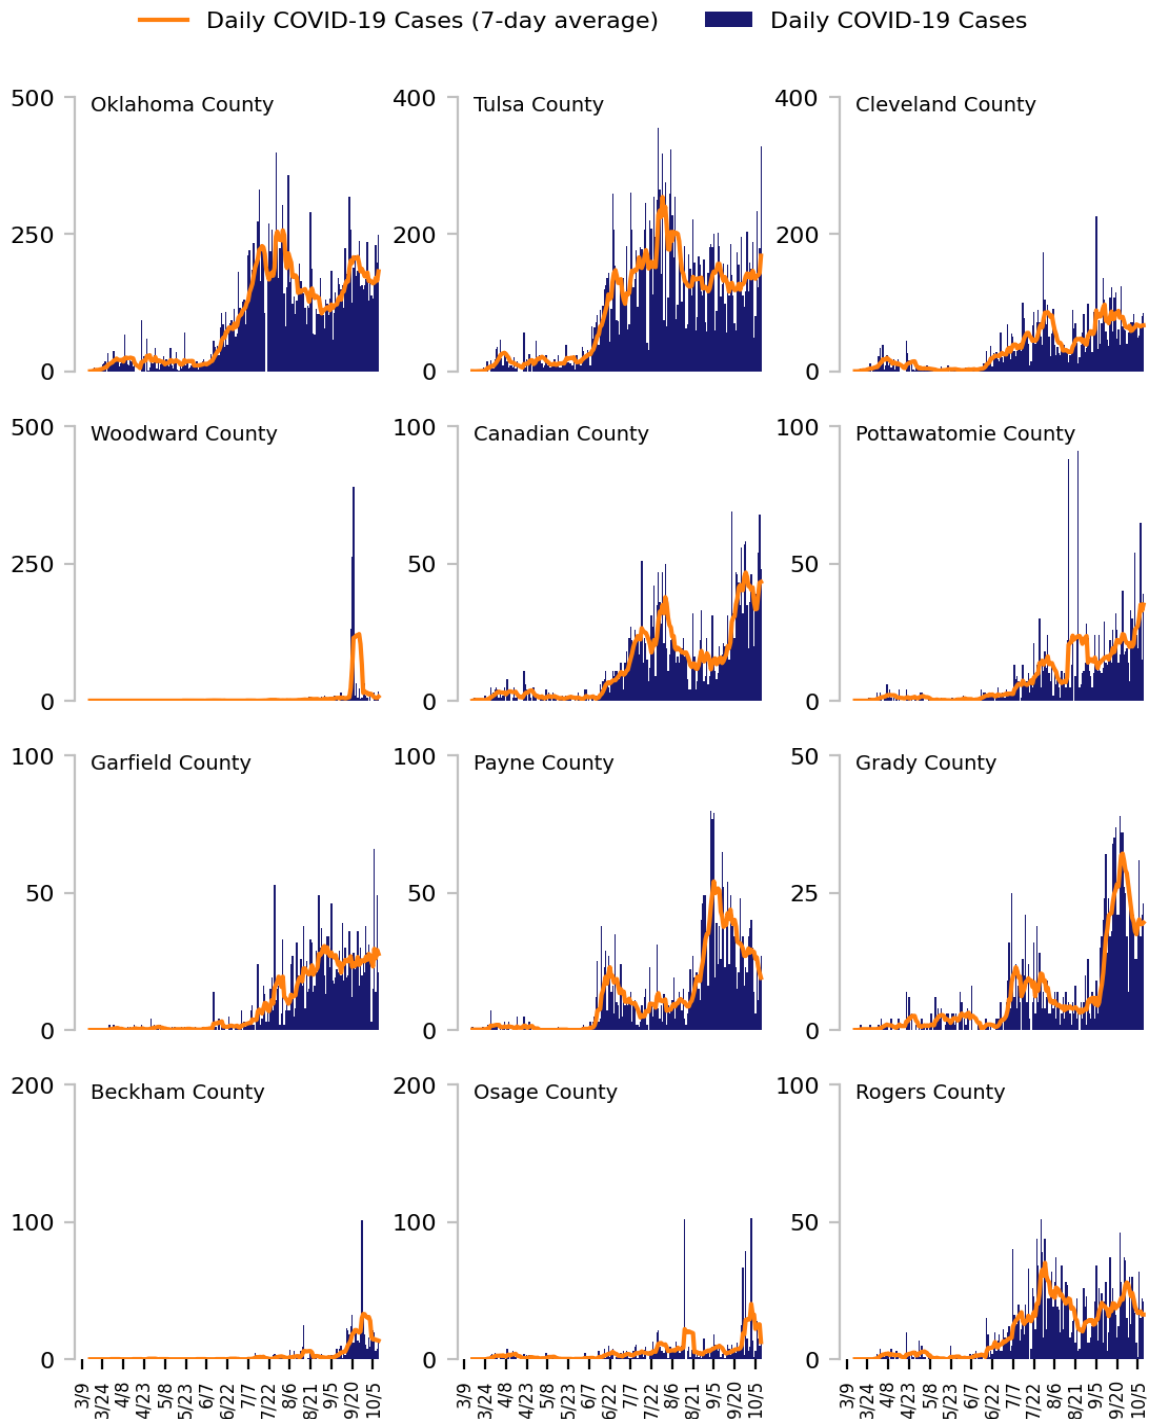 Daily COVID-19 Cases (7-day average) Daily COVID-19 Cases
500 Oklahoma County 400 Tulsa County 400 Cleveland County
250 200 200
0 0 0
500 Woodward County 100 Canadian County 100 Pottawatomie County
250 50 50
0 0 0
100 Garfield County 100 Payne County 50 Grady County
50 50 25
0 0 0
200 Beckham County 200 Osage County 100 Rogers County
100 100 50
0 0 0
3/9 3/24 4/8 4/23 5/8 5/23 6/7 6/22 7/7 7/22 8/6 8/21 9/5 9/20 10/5 3/9 3/24 4/8 4/23 5/8 5/23 6/7 6/22 7/7 7/22 8/6 8/21 9/5 9/20 10/5 3/9 3/24 4/8 4/23 5/8 5/23 6/7 6/22 7/7 7/22 8/6 8/21 9/5 9/20 10/5